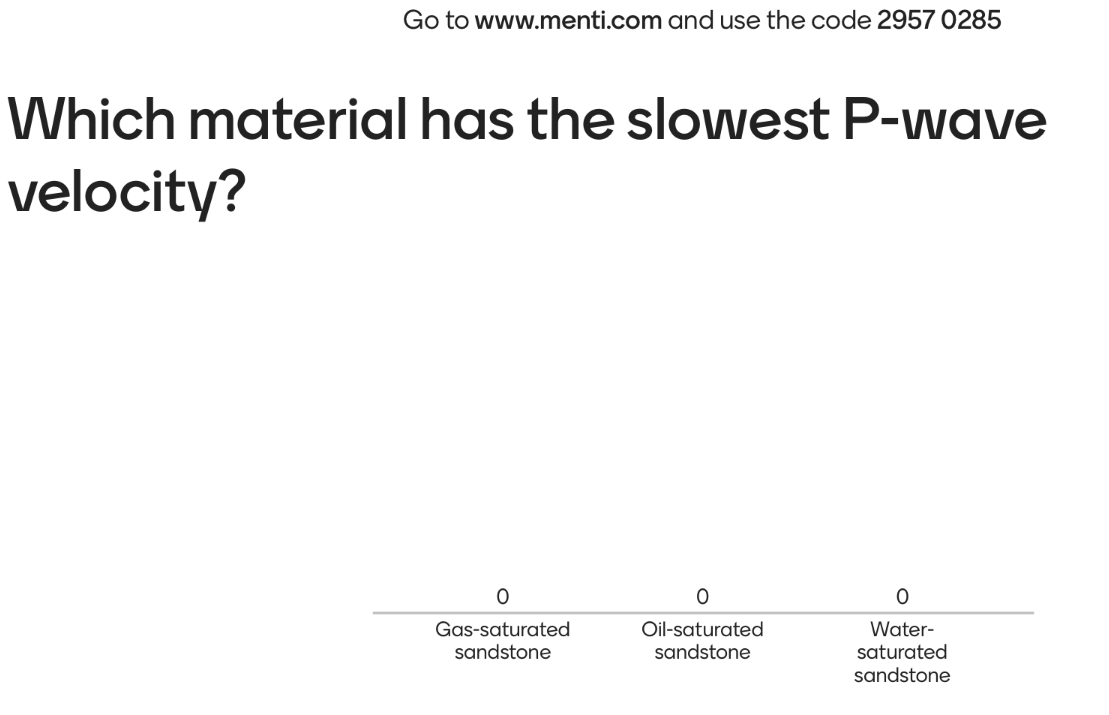 Go to www.menti.com and use the code 2957 0285
Which material has the slowest P-wave
velocity?
0
0
0
Gas-saturated
sandstone
Oil-saturated
sandstone
Water-
saturated
sandstone